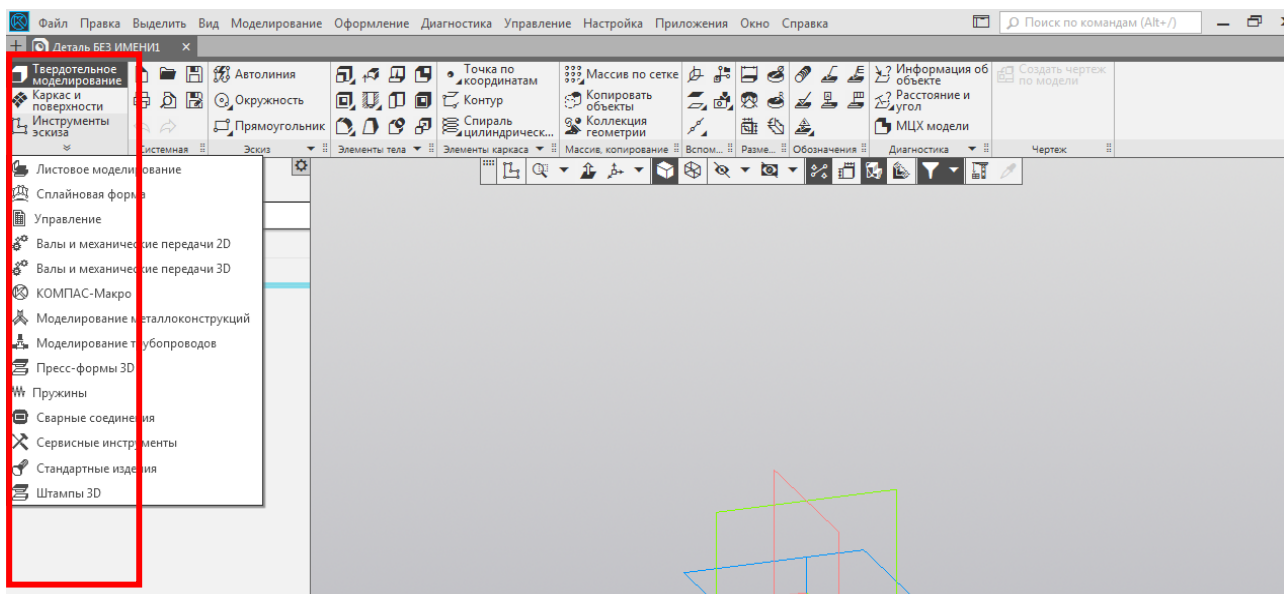 Файл Правка Выделить Вид Моделирование Оформление Диагностика Управление Настройка Приложения Окно Справка Поиск по командам (Alt+/)
Деталь БЕЗ ИМЕНИ1
Твердотельное
моделирование
Каркас и
поверхности
Инструменты
эскиза
Автолиния
Окружность
Прямоугольник
Точка по
координатам
Контур
Спираль
цилиндрическ...
Массив по сетке
Копировать
объекты
Коллекция
геометрии
Информация об
объекте
Расстояние и
угол
МЦХ модели
Создать чертеж
по модели
Системная Эскиз Элементы тела Элементы каркаса Массив, копирование Вспом... Разме... Обозначения Диагностика Чертеж
Листовое моделирование
Сплайновая форма
Управление
Валы и механические передачи 2D
Валы и механические передачи 3D
КОМПАС-Макро
Моделирование металлоконструкций
Моделирование трубопроводов
Пресс-формы 3D
Пружины
Сварные соединения
Сервисные инструменты
Стандартные изделия
Штампы 3D